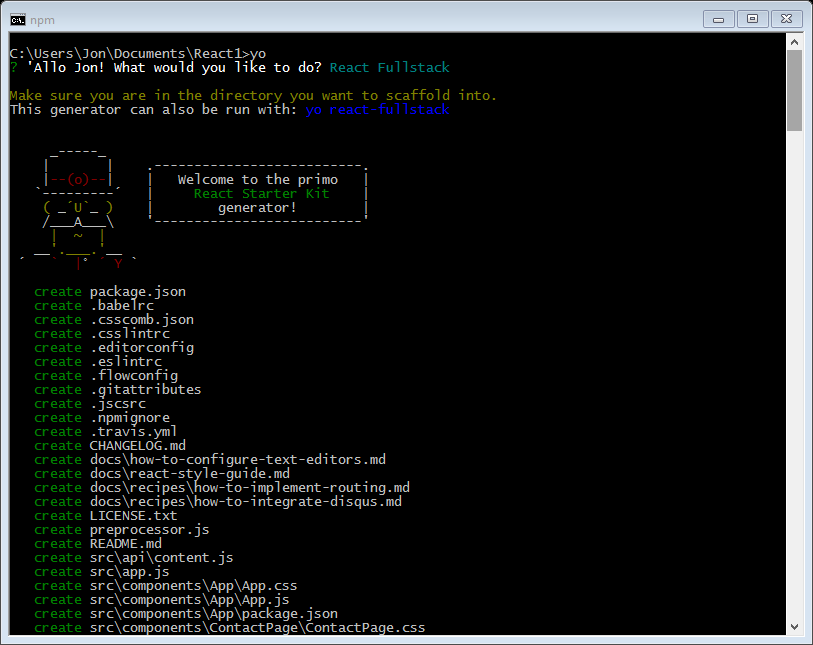 npm
C:\Users\Jon\Documents\React1>yo
? 'Allo Jon! What would you like to do? React Fullstack
Make sure you are in the directory you want to scaffold into.
This generator can also be run with: yo react-fullstack
     _-----_
    |       |    .--------------------------.
    |--(o)--|    |   Welcome to the primo   |
   `---------´   |     React Starter Kit    |
    ( _´U`_ )    |        generator!        |
    /___A___\    '--------------------------'
     |  ~  |
   __'.___.'__
 ´   `  |° ´ Y `
create package.json
create .babelrc
create .csscomb.json
create .csslintrc
create .editorconfig
create .eslintrc
create .flowconfig
create .gitattributes
create .jscsrc
create .npmignore
create .travis.yml
create CHANGELOG.md
create docs\how-to-configure-text-editors.md
create docs\react-style-guide.md
create docs\recipes\how-to-implement-routing.md
create docs\recipes\how-to-integrate-disqus.md
create LICENSE.txt
create preprocessor.js
create README.md
create src\api\content.js
create src\app.js
create src\components\App\App.css
create src\components\App\App.js
create src\components\App\package.json
create src\components\ContactPage\ContactPage.css